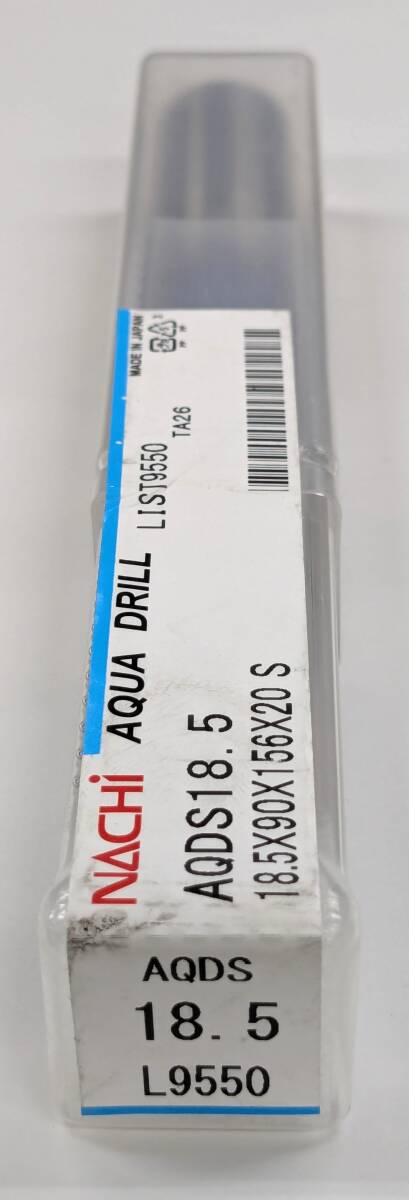 NACHI AQUA DRILL LIST9550
TA26
MADE IN JAPAN
AQDS18.5
18.5X90X156X20 S
AQDS
18.5
L9550